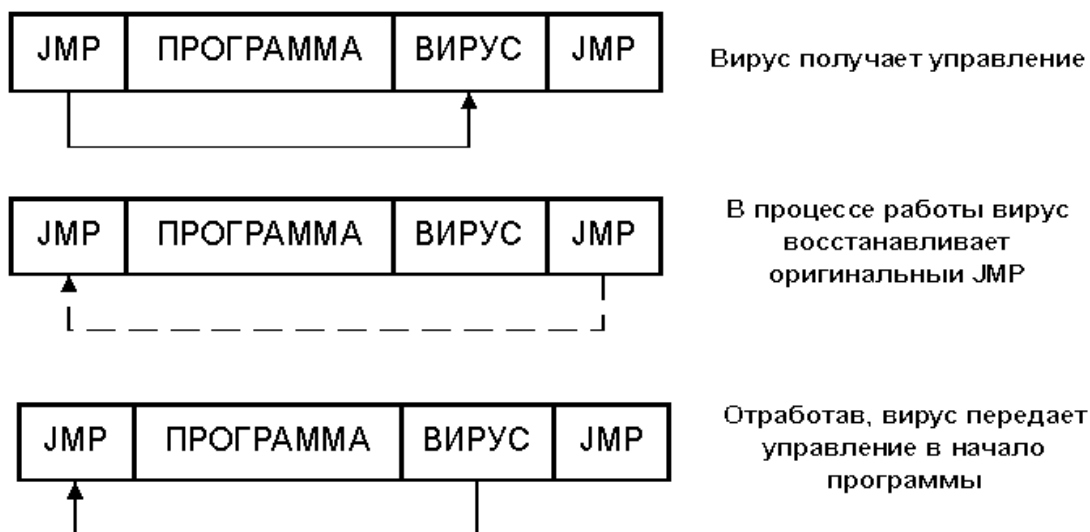 JMP ПРОГРАММА ВИРУС JMP
Вирус получает управление
JMP ПРОГРАММА ВИРУС JMP
В процессе работы вирус
восстанавливает
оригинальный JMP
JMP ПРОГРАММА ВИРУС JMP
Отработав, вирус передает
управление в начало
программы